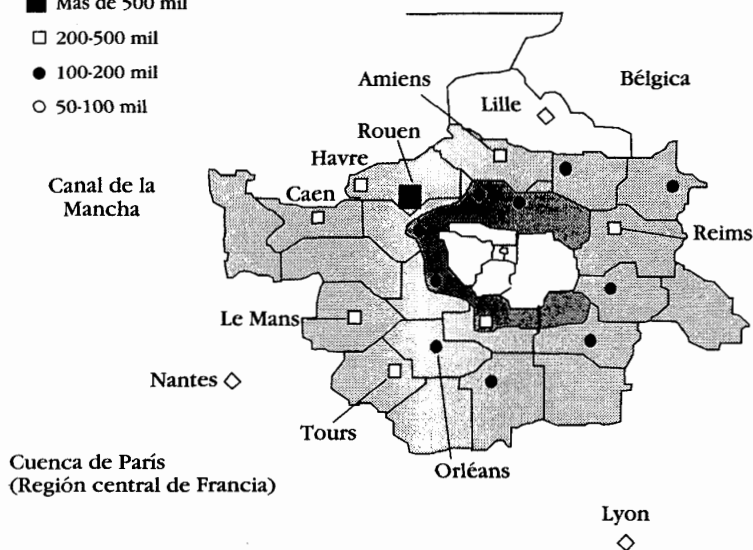 Más de 500 mil
200-500 mil
100-200 mil
50-100 mil
Amiens
Bélgica
Lille
Rouen
Havre
Canal de la
Mancha
Caen
Reims
Le Mans
Nantes
Tours
Cuenca de París
(Región central de Francia)
Orléans
Lyon